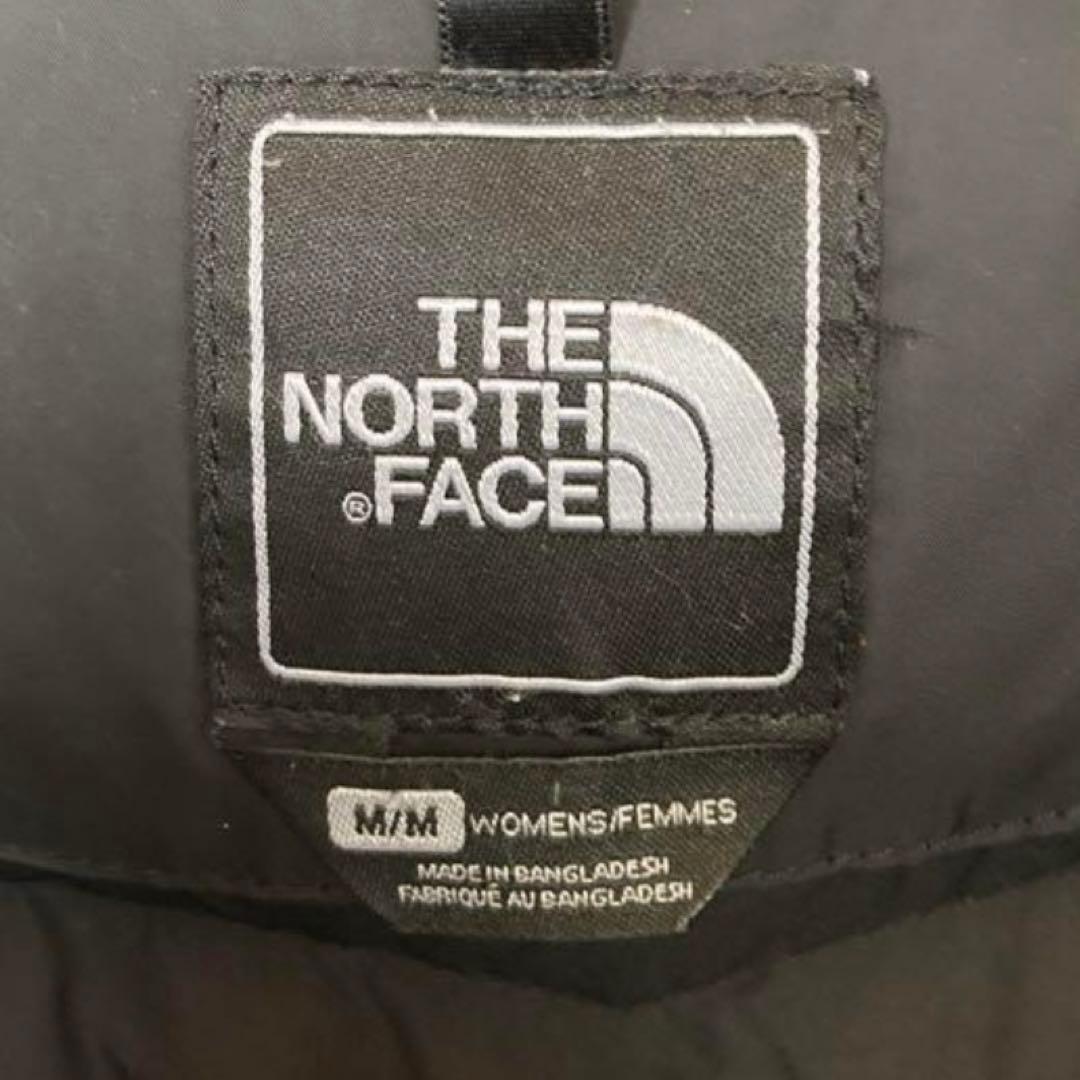 THE
NORTH
®FACE
M/M WOMENS/FEMMES
MADE IN BANGLADESH
FABRIQUÉ AU BANGLADESH